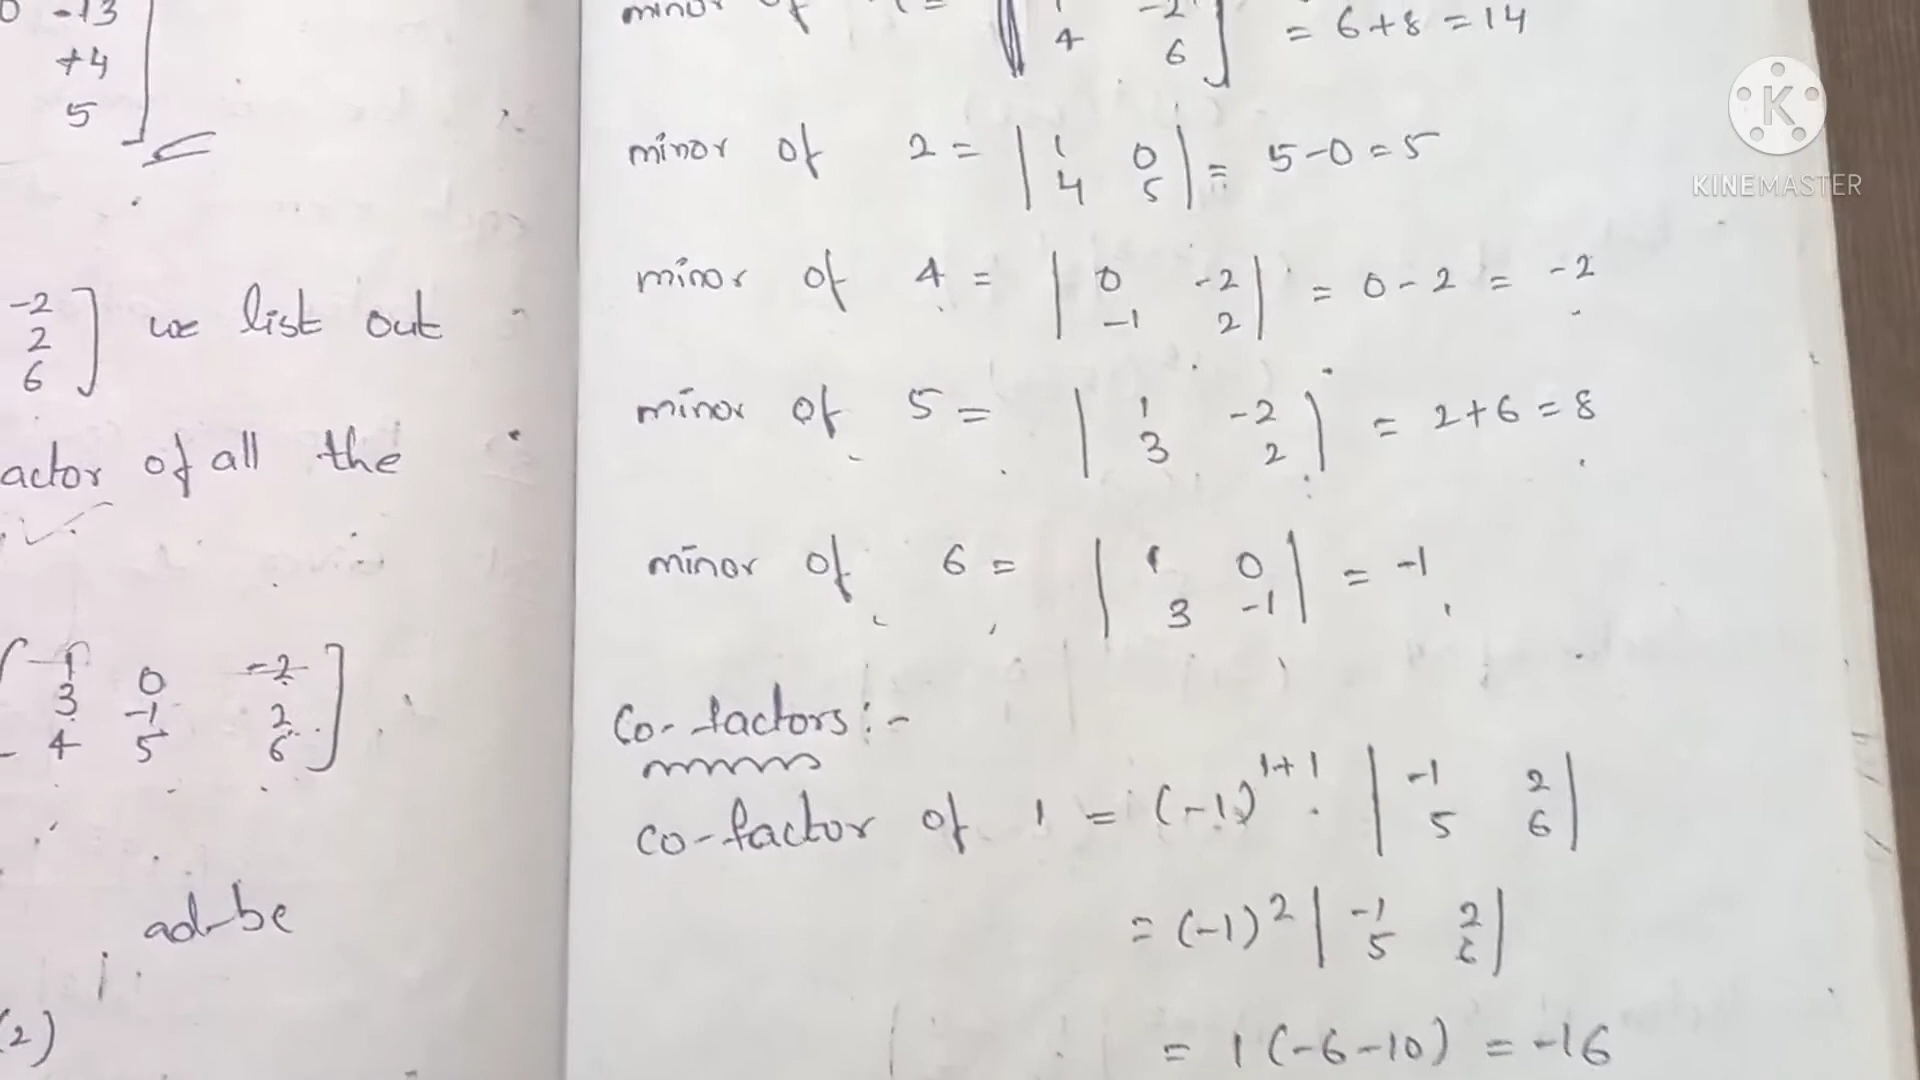 0 -13
+4
5
-2
2
6
we list out
actor of all the
1 0 -2
3 -1 2
4 5 6
ad-bc
(2)
minor of = | 1 -2 | = 6+8 = 14
4 6
minor of 2 = | 1 0 | = 5-0 = 5
4 5
minor of 4 = | 0 -2 | = 0-2 = -2
-1 2
minor of 5 = | 1 -2 | = 2+6 = 8
3 2
minor of 6 = | 1 0 | = -1
3 -1
Co-factors:-
co-factor of 1 = (-1)^1+1 | -1 2 |
5 6
= (-1)^2 | -1 2 |
5 6
= 1(-6-10) = -16
KINEMASTER